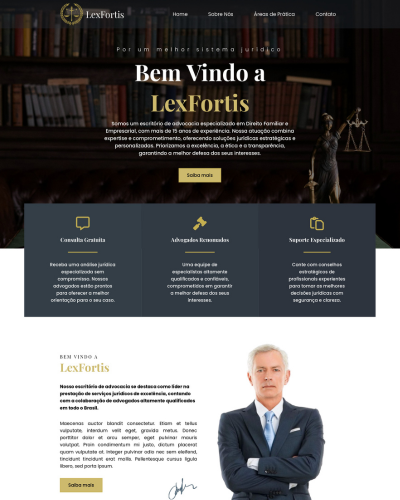 LexFortis
Home Sobre Nós Áreas de Prática Contato
Por um melhor sistema jurídico
Bem Vindo a
LexFortis
Somos um escritório de advocacia especializado em Direito Familiar e
Empresarial, com mais de 15 anos de experiência. Nossa atuação combina
expertise e comprometimento, oferecendo soluções jurídicas estratégicas e
personalizadas. Priorizamos a excelência, a ética e a transparência,
garantindo a melhor defesa dos seus interesses.
Saiba mais
Consulta Gratuita
Receba uma análise jurídica
especializada sem
compromisso. Nossos
advogados estão prontos
para oferecer a melhor
orientação para o seu caso.
Advogados Renomados
Uma equipe de
especialistas altamente
qualificados e confiáveis,
comprometidos em garantir
a melhor defesa dos seus
interesses.
Suporte Especializado
Conte com conselhos
estratégicos de
profissionais experientes
para tomar as melhores
decisões jurídicas com
segurança e clareza.
BEM VINDO A
LexFortis
Nosso escritório de advocacia se destaca como líder na
prestação de serviços jurídicos de excelência, contando
com a colaboração de advogados altamente qualificados
em todo o Brasil.
Maecenas auctor blandit consectetur. Etiam et tellus
vulputate, interdum velit eget, gravida metus. Donec
porttitor dolor et arcu semper, eget pulvinar mauris
volutpat. Proin condimentum mi justo, dictum placerat
quam vulputate at. Integer pulvinar odio nec sem eleifend,
tincidunt tincidunt erat mollis. Pellentesque cursus ligula
libero, sed porta ipsum.
Saiba mais